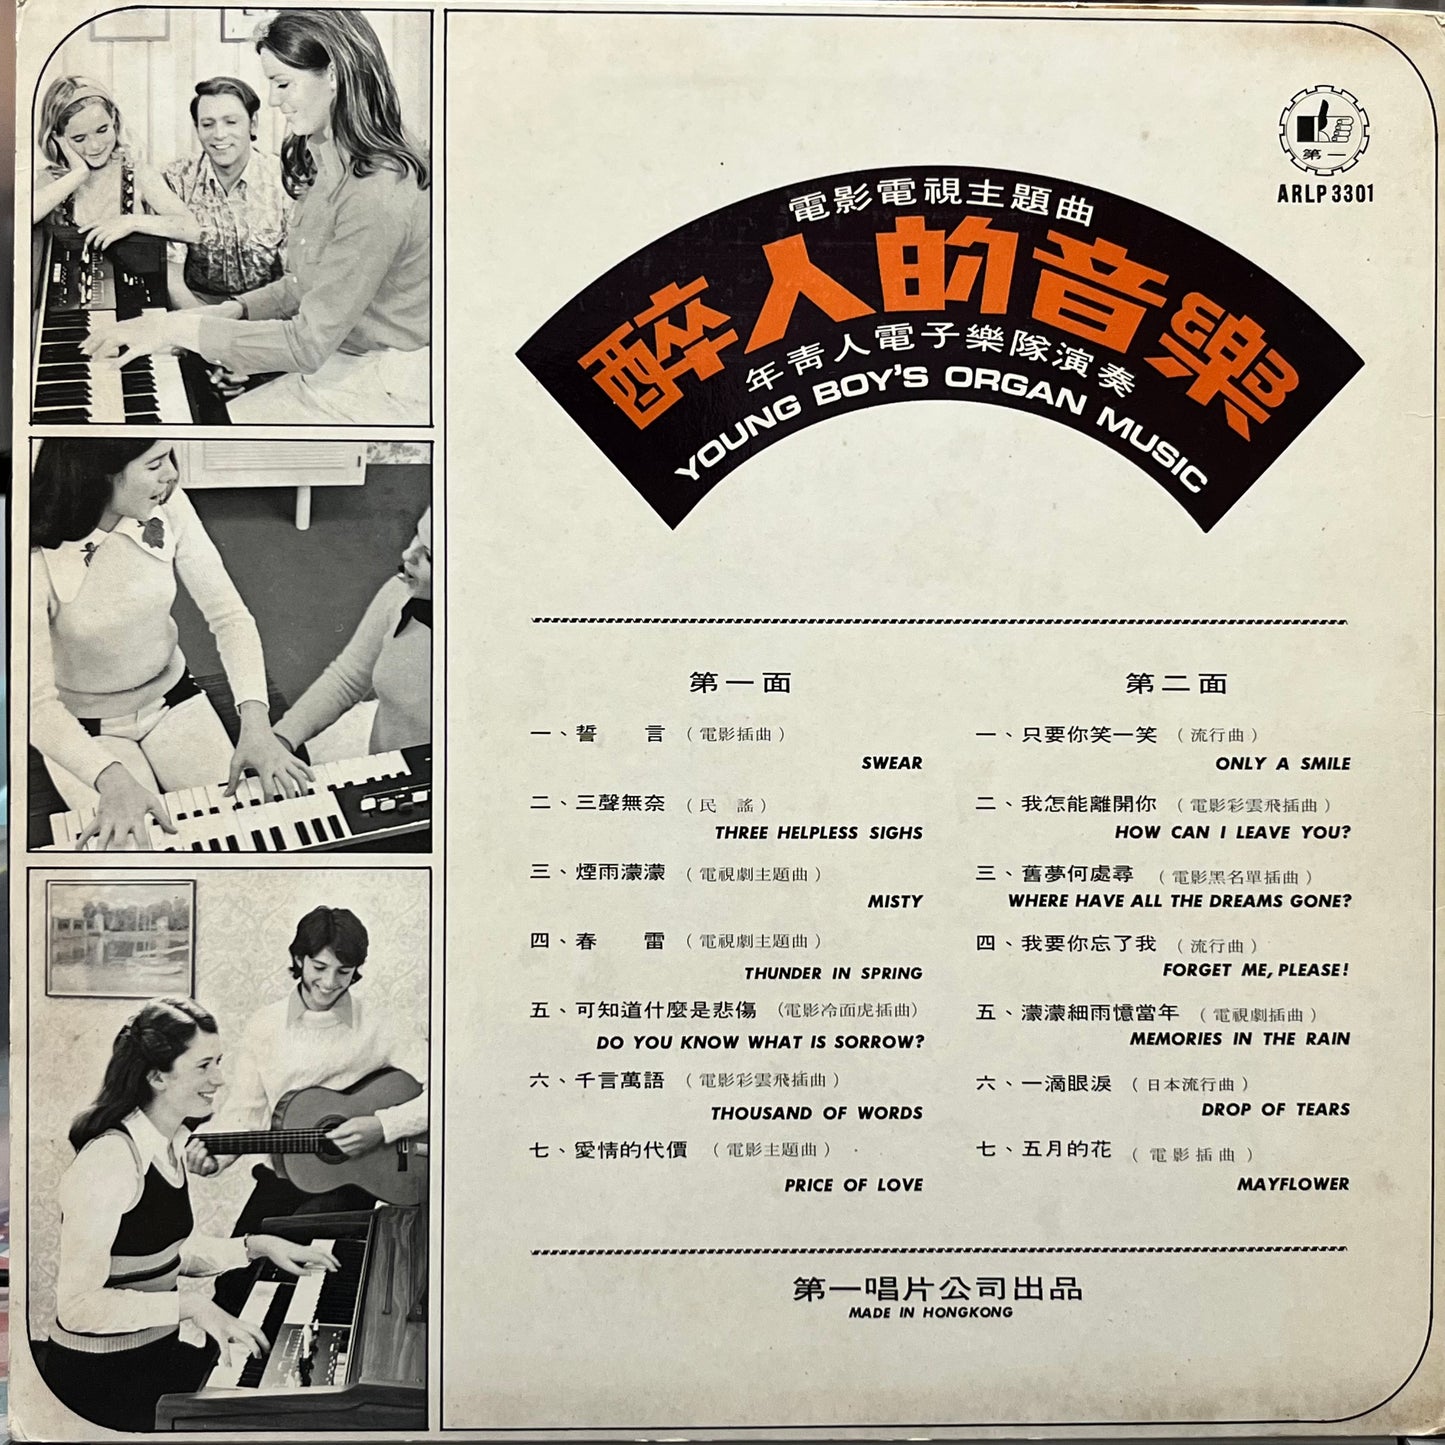 第一
ARLP 3301
電影電視主題曲
醉人的音樂
年青人電子樂隊演奏
YOUNG BOY'S ORGAN MUSIC
第一面
一、誓言 (電影插曲)
SWEAR
二、三聲無奈 (民謠)
THREE HELPLESS SIGHS
三、煙雨濛濛 (電視劇主題曲)
MISTY
四、春雷 (電視劇主題曲)
THUNDER IN SPRING
五、可知道什麼是悲傷 (電影冷面虎插曲)
DO YOU KNOW WHAT IS SORROW?
六、千言萬語 (電影彩雲飛插曲)
THOUSAND OF WORDS
七、愛情的代價 (電影主題曲)
PRICE OF LOVE
第二面
一、只要你笑一笑 (流行曲)
ONLY A SMILE
二、我怎能離開你 (電影彩雲飛插曲)
HOW CAN I LEAVE YOU?
三、舊夢何處尋 (電影黑名單插曲)
WHERE HAVE ALL THE DREAMS GONE?
四、我要你忘了我 (流行曲)
FORGET ME, PLEASE!
五、濛濛細雨憶當年 (電視劇插曲)
MEMORIES IN THE RAIN
六、一滴眼淚 (日本流行曲)
DROP OF TEARS
七、五月的花 (電影插曲)
MAYFLOWER
第一唱片公司出品
MADE IN HONGKONG